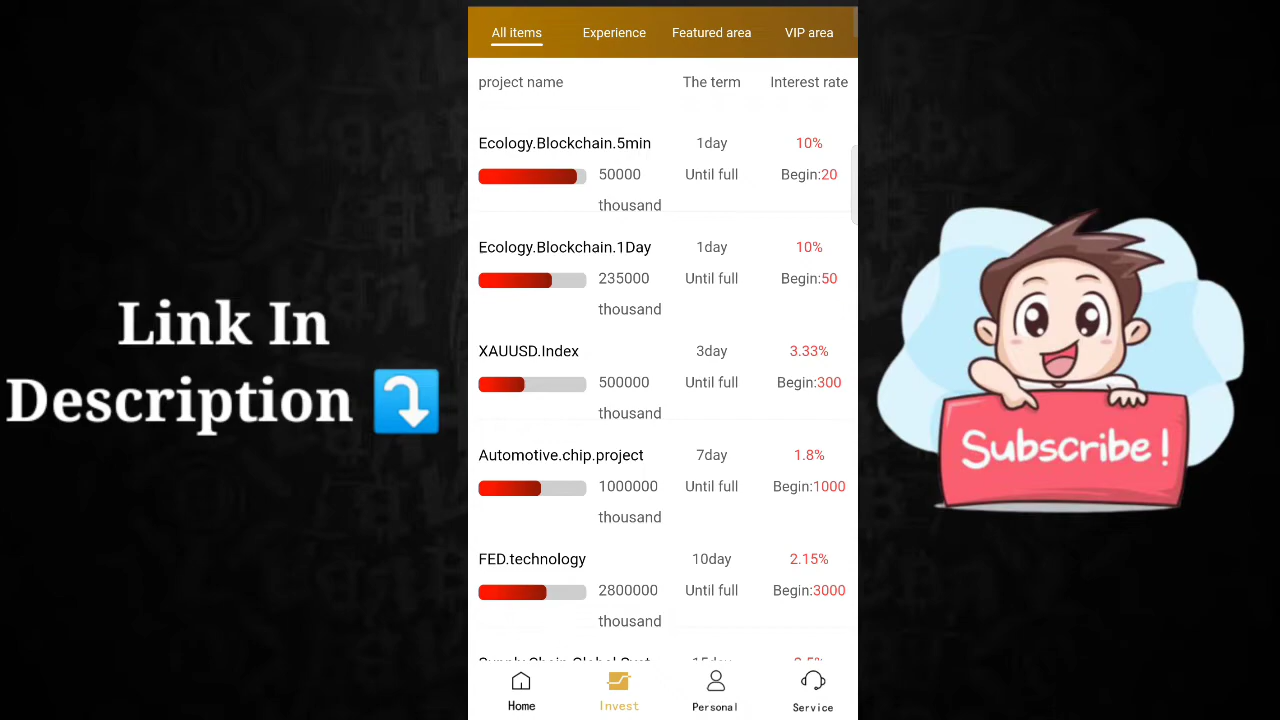 All items Experience Featured area VIP area
project name The term Interest rate
Ecology.Blockchain.5min 1day 10%
50000 Until full Begin:20
thousand
Ecology.Blockchain.1Day 1day 10%
235000 Until full Begin:50
thousand
XAUUSD.Index 3day 3.33%
500000 Until full Begin:300
thousand
Automotive.chip.project 7day 1.8%
1000000 Until full Begin:1000
thousand
FED.technology 10day 2.15%
2800000 Until full Begin:3000
thousand
Home Invest Personal Service
Link In
Description
Subscribe!